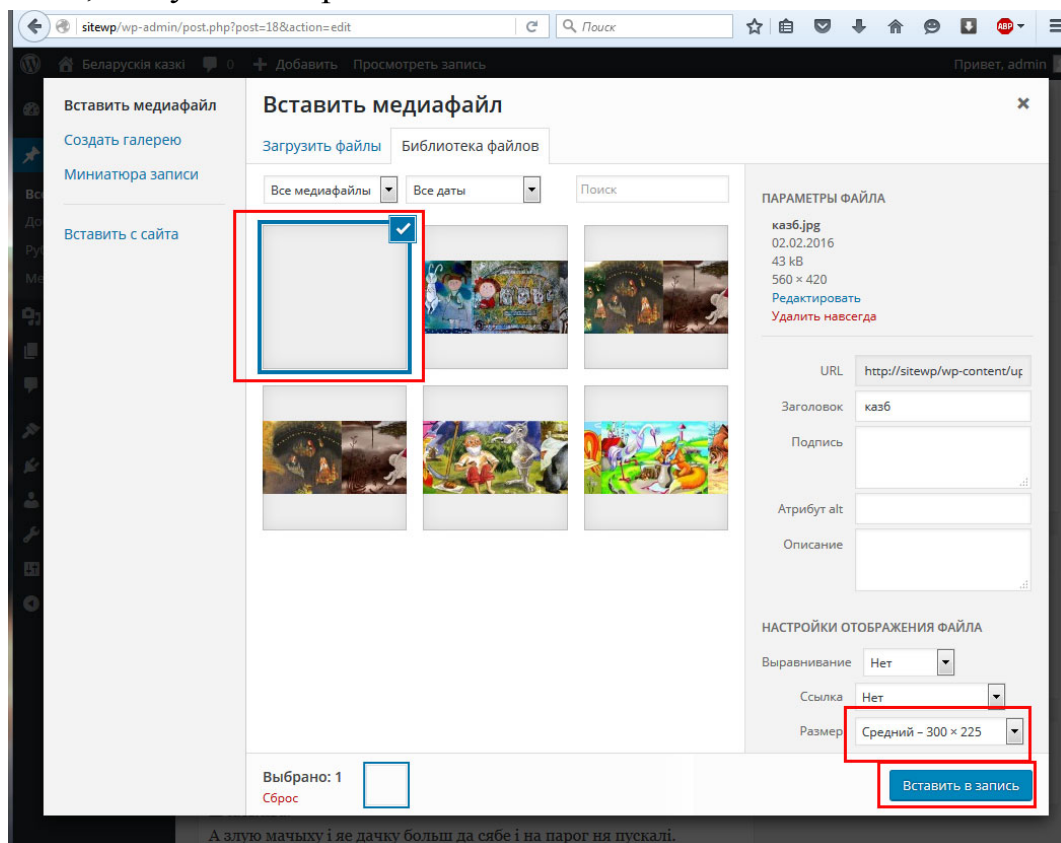 sitewp/wp-admin/post.php?post=18&action=edit
Поиск
ABP
Беларускія казкі 0 + Добавить Просмотреть запись
Привет, admin
Вставить медиафайл
Создать галерею
Миниатюра записи
Вставить с сайта
Вставить медиафайл
Загрузить файлы Библиотека файлов
Все медиафайлы Все даты Поиск
ПАРАМЕТРЫ ФАЙЛА
каз6.jpg
02.02.2016
43 kB
560 × 420
Редактировать
Удалить навсегда
URL http://sitewp/wp-content/up
Заголовок каз6
Подпись
Атрибут alt
Описание
НАСТРОЙКИ ОТОБРАЖЕНИЯ ФАЙЛА
Выравнивание Нет
Ссылка Нет
Размер Средний – 300 × 225
Выбрано: 1
Сброс
Вставить в запись
А злую мачыху і яе дачку больш да сябе і на парог ня пускалі.